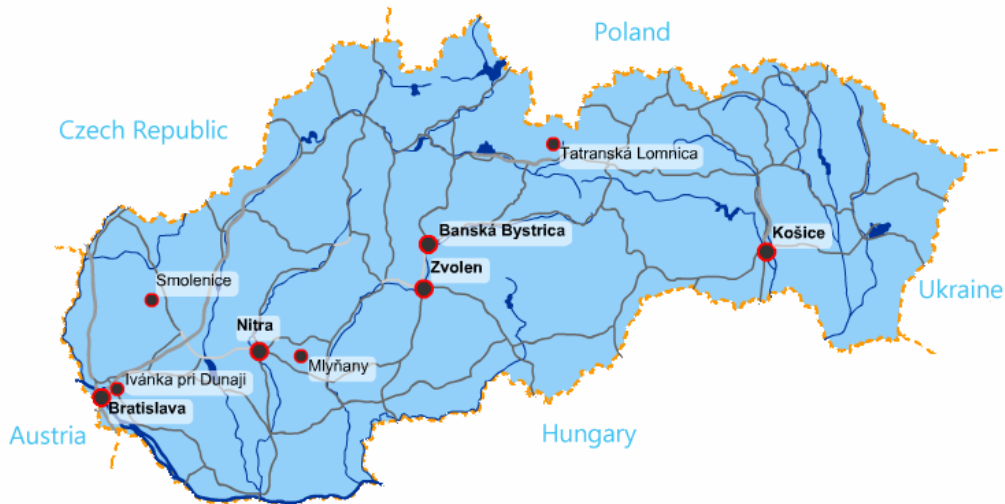 Poland
Czech Republic
Tatranská Lomnica
Banská Bystrica
Košice
Zvolen
Smolenice
Ukraine
Nitra
Mlyňany
Ivánka pri Dunaji
Bratislava
Austria
Hungary